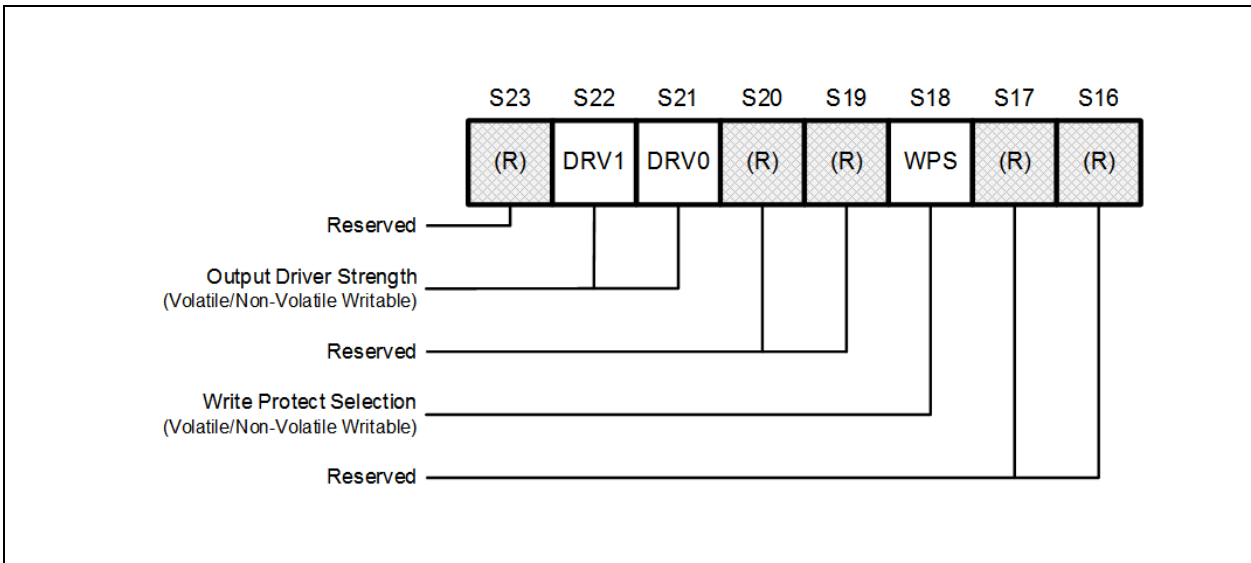 S23 S22 S21 S20 S19 S18 S17 S16
(R) DRV1 DRV0 (R) (R) WPS (R) (R)
Reserved
Output Driver Strength
(Volatile/Non-Volatile Writable)
Reserved
Write Protect Selection
(Volatile/Non-Volatile Writable)
Reserved